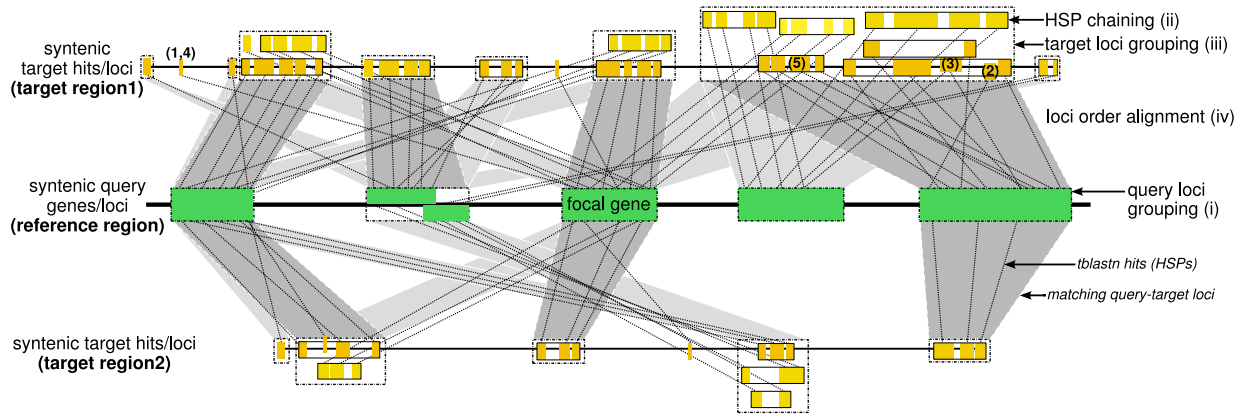 syntenic
target hits/loci
(target region1)
(1,4)
(5)
(3)
(2)
HSP chaining (ii)
target loci grouping (iii)
loci order alignment (iv)
syntenic query
genes/loci
(reference region)
focal gene
query loci
grouping (i)
tblastn hits (HSPs)
matching query-target loci
syntenic target hits/loci
(target region2)